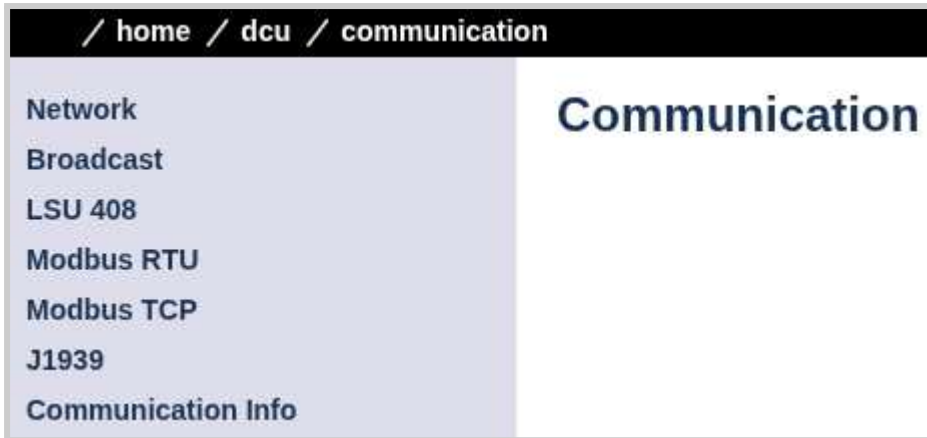 / home / dcu / communication
Network
Broadcast
LSU 408
Modbus RTU
Modbus TCP
J1939
Communication Info
Communication